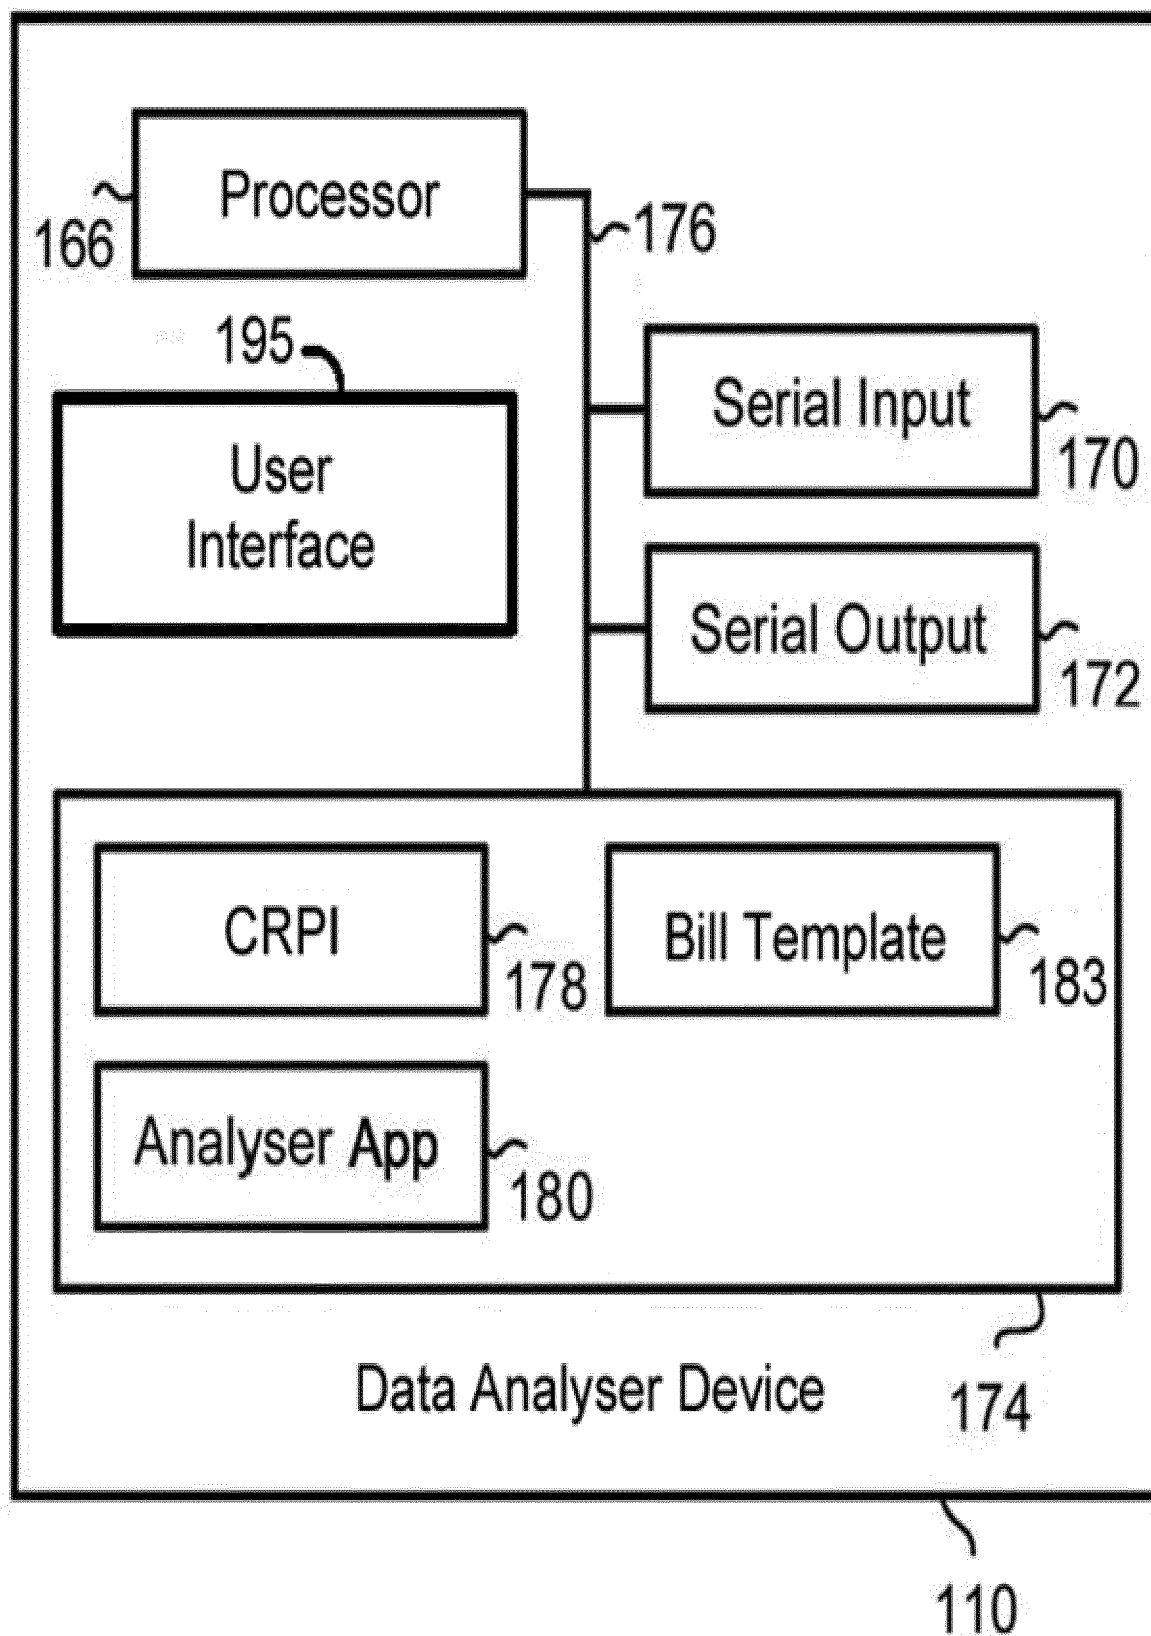 Processor
166
176
195
User
Interface
Serial Input
170
Serial Output
172
CRPI
178
Bill Template
183
Analyser App
180
Data Analyser Device
174
110